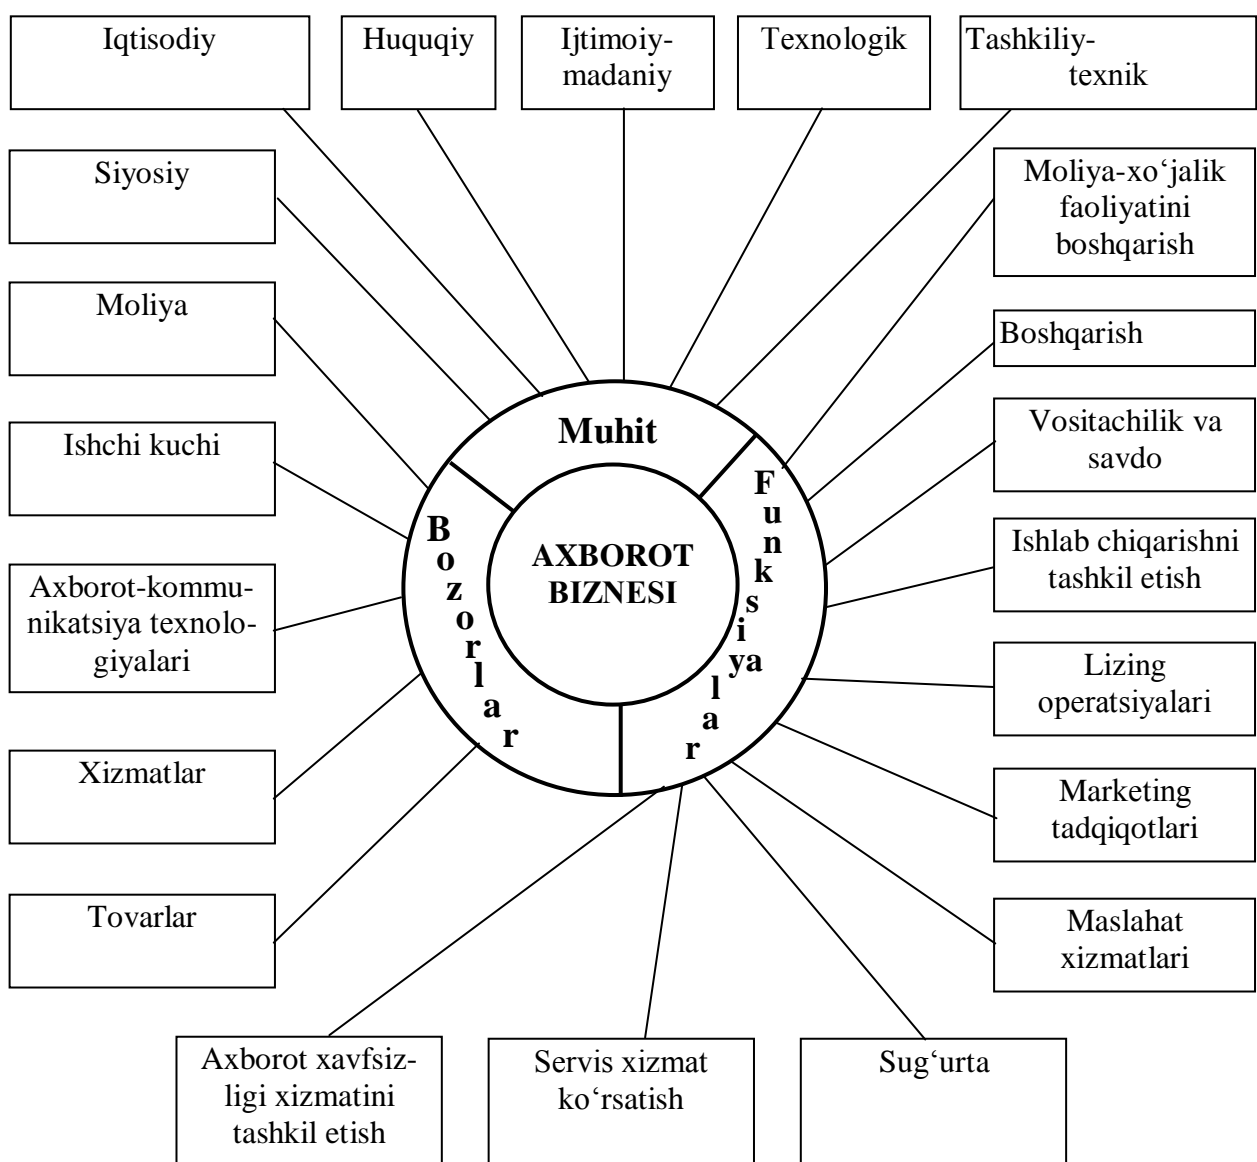 Iqtisodiy
Huquqiy
Ijtimoiy-
madaniy
Texnologik
Tashkiliy-
texnik
Siyosiy
Moliya-xo‘jalik
faoliyatini
boshqarish
Moliya
Boshqarish
Ishchi kuchi
Vositachilik va
savdo
Muhit
Funksiyalar
Bozorlar
AXBOROT
BIZNESI
Ishlab chiqarishni
tashkil etish
Axborot-kommu-
nikatsiya texnolo-
giyalari
Lizing
operatsiyalari
Xizmatlar
Marketing
tadqiqotlari
Tovarlar
Maslahat
xizmatlari
Axborot xavfsiz-
ligi xizmatini
tashkil etish
Servis xizmat
ko‘rsatish
Sug‘urta